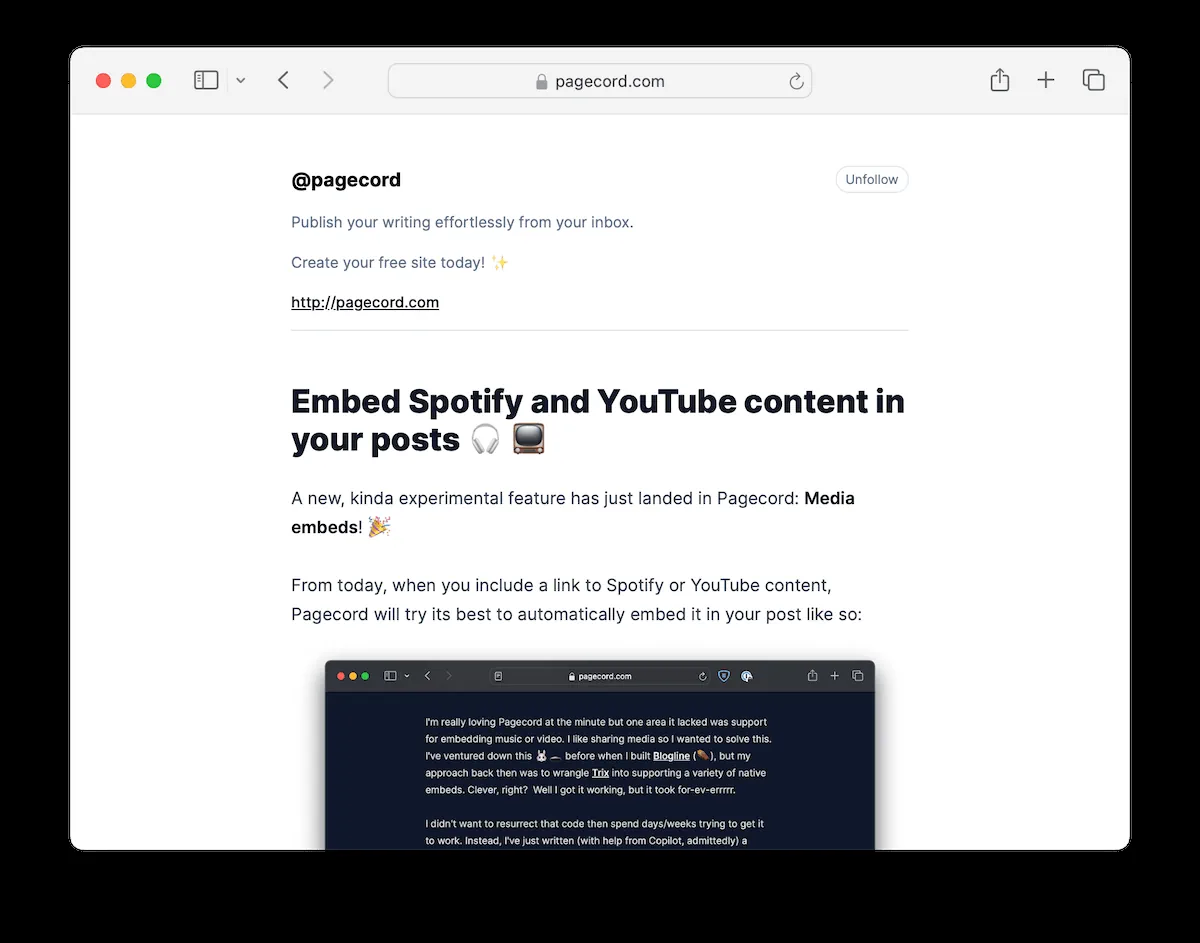 pagecord.com
@pagecord
Unfollow
Publish your writing effortlessly from your inbox.
Create your free site today! ✨
http://pagecord.com
Embed Spotify and YouTube content in
your posts 🎧 📺
A new, kinda experimental feature has just landed in Pagecord: Media
embeds! 🎉
From today, when you include a link to Spotify or YouTube content,
Pagecord will try its best to automatically embed it in your post like so:
pagecord.com
I'm really loving Pagecord at the minute but one area it lacked was support
for embedding music or video. I like sharing media so I wanted to solve this.
I've ventured down this 🐰🕳️ before when I built Blogline (⚰️), but my
approach back then was to wrangle Trix into supporting a variety of native
embeds. Clever, right?  Well I got it working, but it took for-ev-errrrr.
I didn't want to resurrect that code then spend days/weeks trying to get it
to work. Instead, I've just written (with help from Copilot, admittedly) a